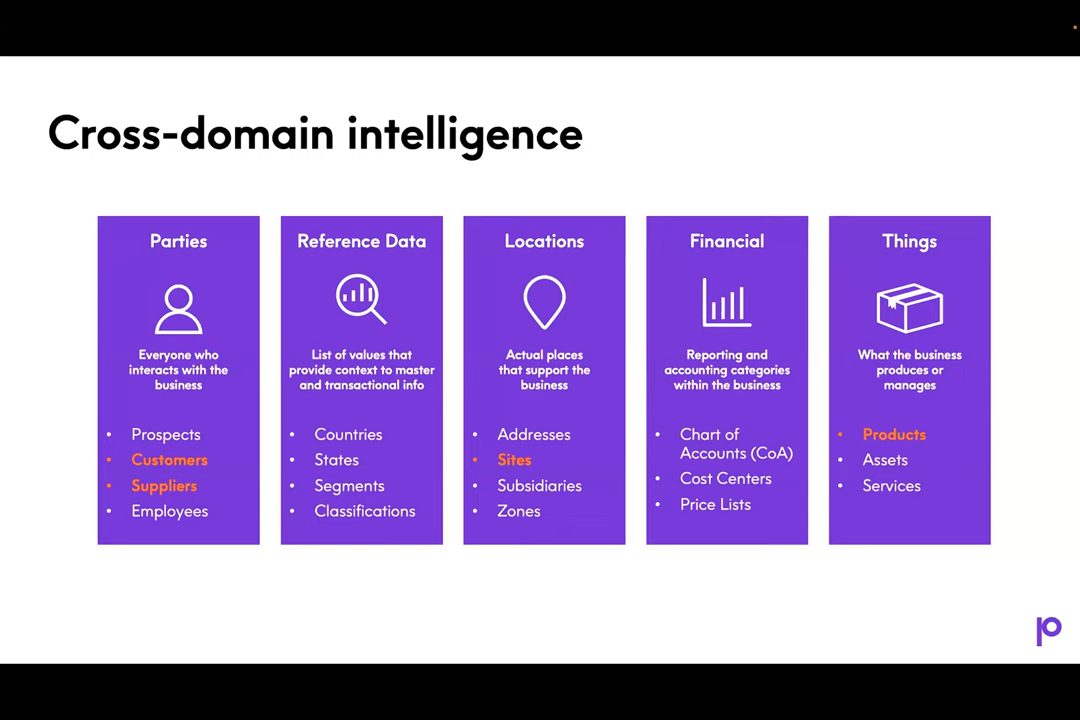 Cross-domain intelligence
Parties
Everyone who
interacts with the
business
• Prospects
• Customers
• Suppliers
• Employees
Reference Data
List of values that
provide context to master
and transactional info
• Countries
• States
• Segments
• Classifications
Locations
Actual places
that support the
business
• Addresses
• Sites
• Subsidiaries
• Zones
Financial
Reporting and
accounting categories
within the business
• Chart of
Accounts (CoA)
• Cost Centers
• Price Lists
Things
What the business
produces or
manages
• Products
• Assets
• Services